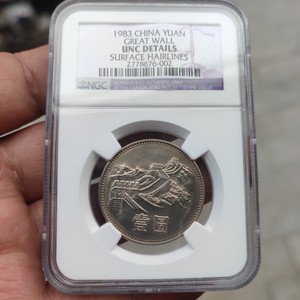 1983 CHINA YUAN
GREAT WALL
UNC DETAILS
SURFACE HAIRLINES
2778676-002
NGC
壹圆